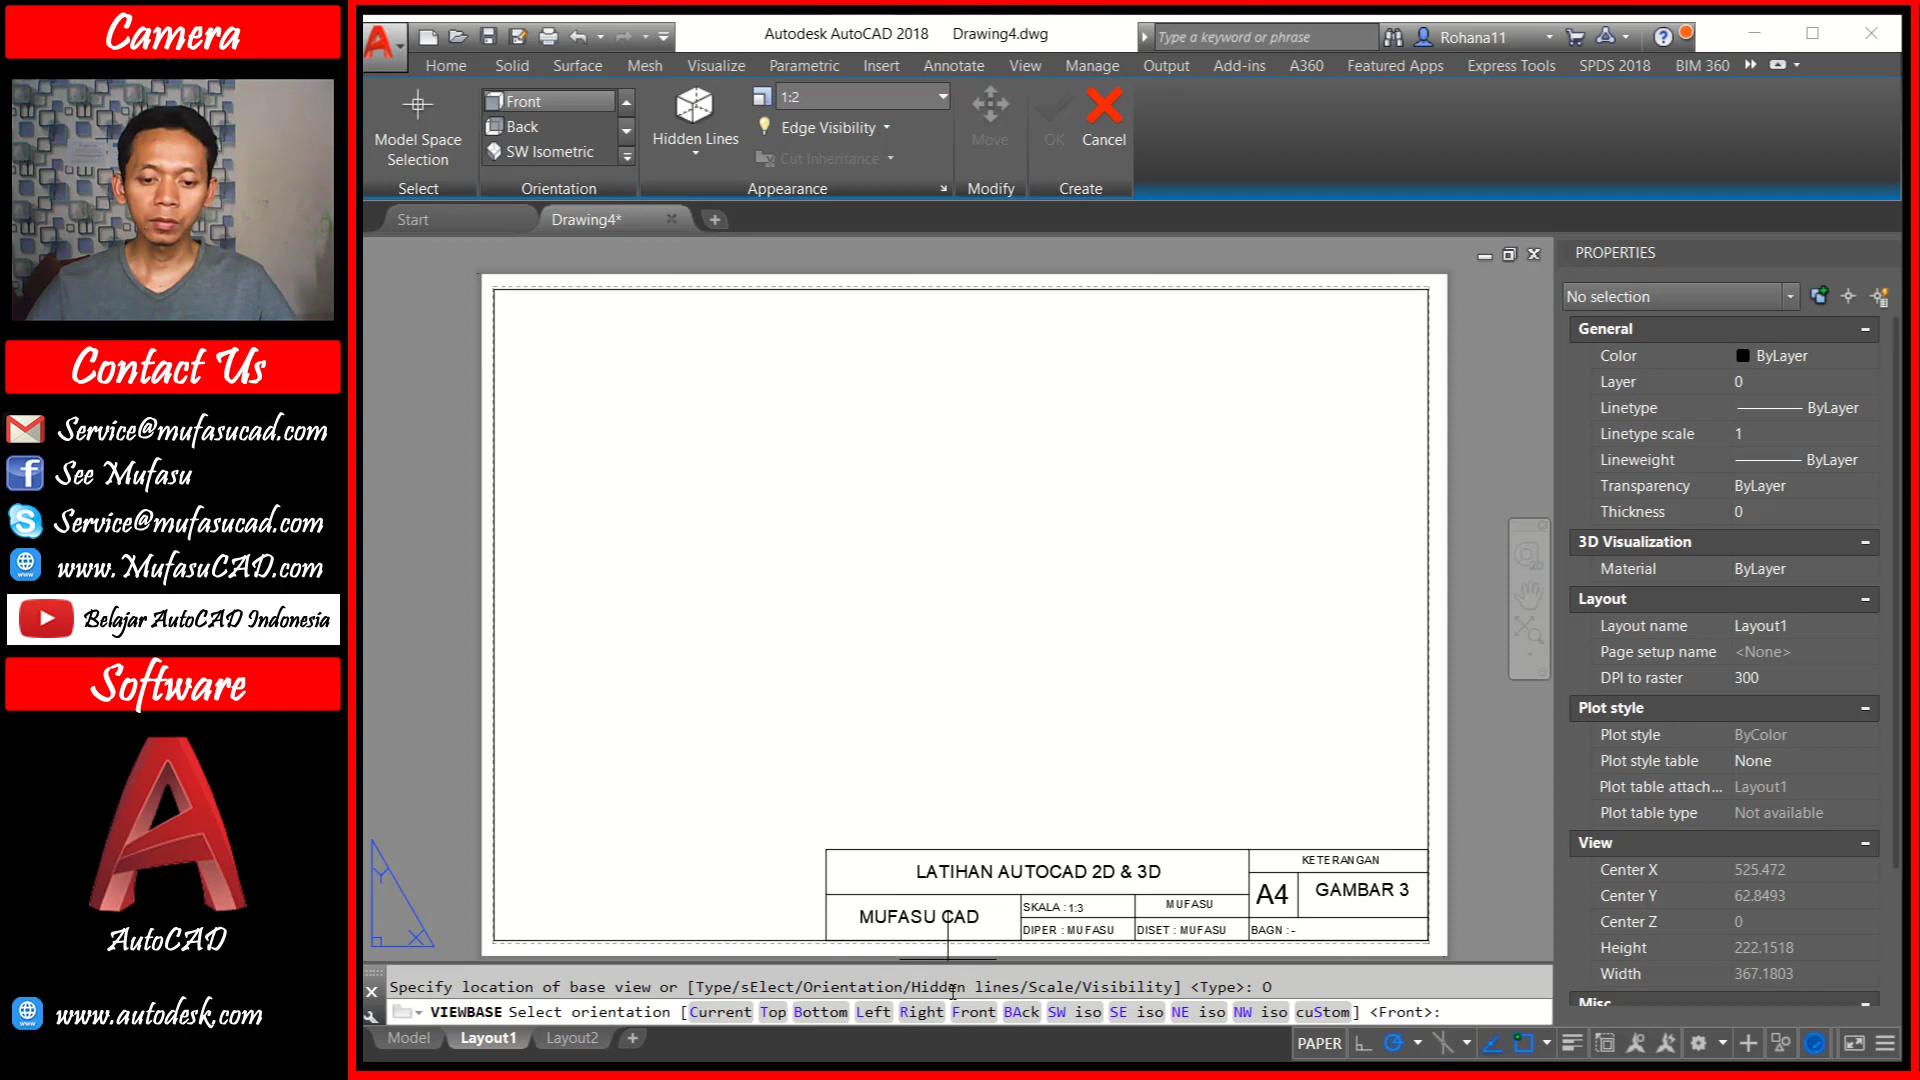 Camera
Contact Us
Service@mufasucad.com
See Mufasu
Service@mufasucad.com
www.MufasuCAD.com
Belajar AutoCAD Indonesia
Software
AutoCAD
www.autodesk.com
Autodesk AutoCAD 2018 Drawing4.dwg
Type a keyword or phrase
Rohana11
Home Solid Surface Mesh Visualize Parametric Insert Annotate View Manage Output Add-ins A360 Featured Apps Express Tools SPDS 2018 BIM 360
Model Space Selection
Select
Front
Back
SW Isometric
Orientation
Hidden Lines
1:2
Edge Visibility
Cut Inheritance
Appearance
Move
Modify
OK
Cancel
Create
Start
Drawing4*
LATIHAN AUTOCAD 2D & 3D
MUFASU CAD
SKALA : 1:3
MUFASU
DIPER : MUFASU
DISET : MUFASU
KETERANGAN
A4
GAMBAR 3
BAGN : -
Y
X
2D
PROPERTIES
No selection
General
Color ByLayer
Layer 0
Linetype ByLayer
Linetype scale 1
Lineweight ByLayer
Transparency ByLayer
Thickness 0
3D Visualization
Material ByLayer
Layout
Layout name Layout1
Page setup name <None>
DPI to raster 300
Plot style
Plot style ByColor
Plot style table None
Plot table attach... Layout1
Plot table type Not available
View
Center X 525.472
Center Y 62.8493
Center Z 0
Height 222.1518
Width 367.1803
Misc
Specify location of base view or [Type/sElect/Orientation/Hidden lines/Scale/Visibility] <Type>: O
VIEWBASE Select orientation [Current Top Bottom Left Right Front BAck SW iso SE iso NE iso NW iso cuStom] <Front>:
Model Layout1 Layout2
PAPER